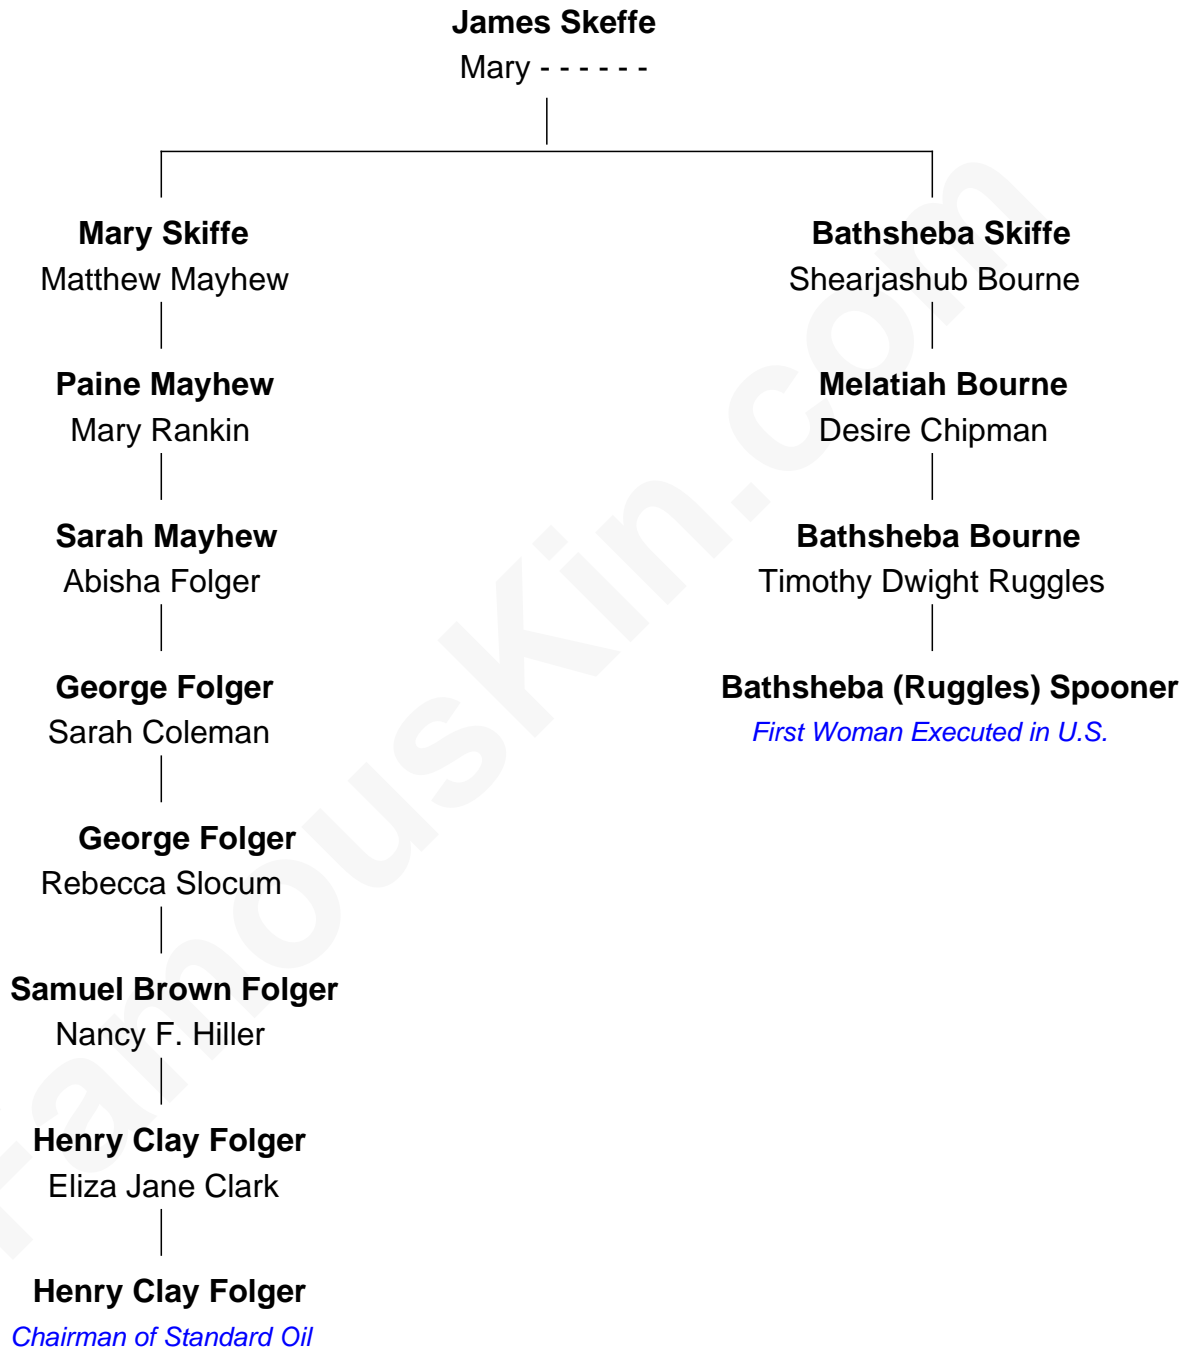 James Skeffe
Mary - - - - - -
Mary Skiffe
Matthew Mayhew
Bathsheba Skiffe
Shearjashub Bourne
Paine Mayhew
Mary Rankin
Melatiah Bourne
Desire Chipman
Sarah Mayhew
Abisha Folger
Bathsheba Bourne
Timothy Dwight Ruggles
George Folger
Sarah Coleman
Bathsheba (Ruggles) Spooner
First Woman Executed in U.S.
George Folger
Rebecca Slocum
Samuel Brown Folger
Nancy F. Hiller
Henry Clay Folger
Eliza Jane Clark
Henry Clay Folger
Chairman of Standard Oil
FamousKin.com